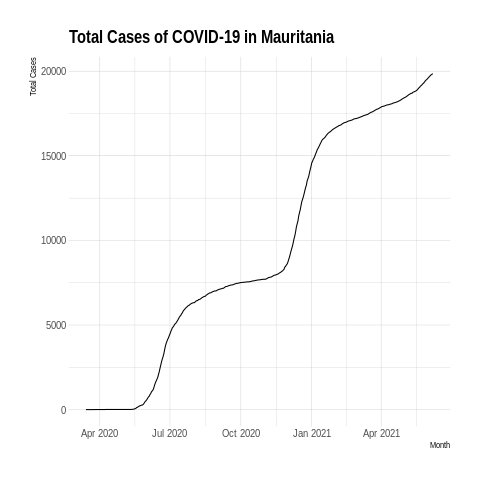 Total Cases of COVID-19 in Mauritania
Total Cases
20000
15000
10000
5000
0
Apr 2020 Jul 2020 Oct 2020 Jan 2021 Apr 2021
Month